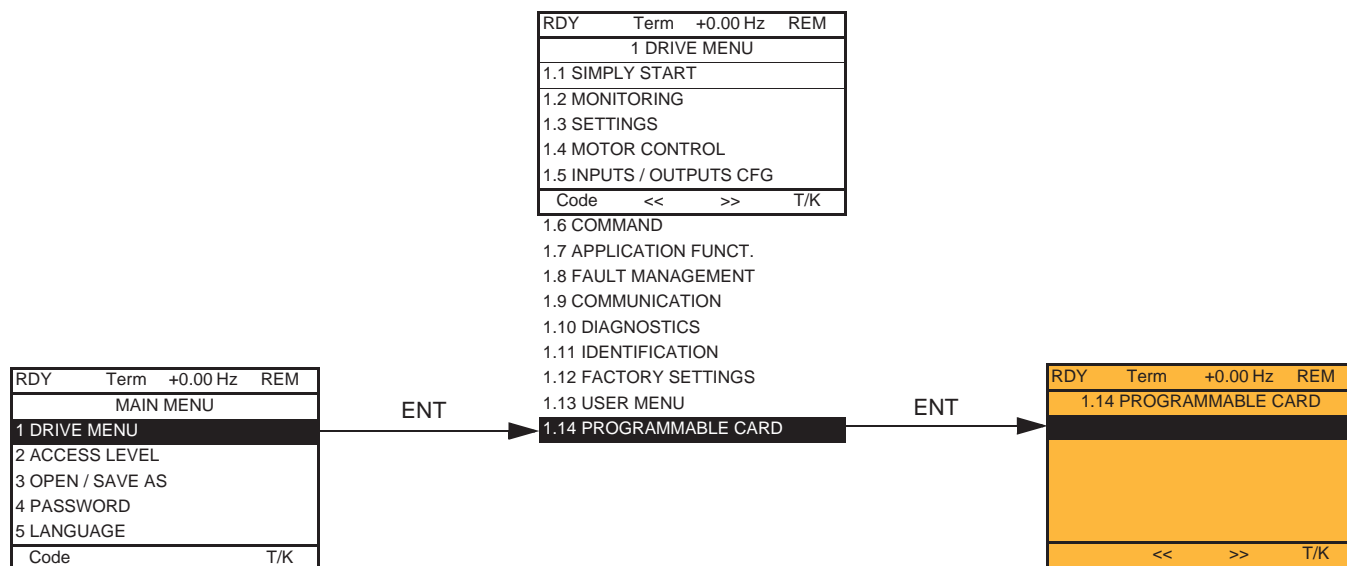 RDY Term +0.00 Hz REM
1 DRIVE MENU
1.1 SIMPLY START
1.2 MONITORING
1.3 SETTINGS
1.4 MOTOR CONTROL
1.5 INPUTS / OUTPUTS CFG
Code << >> T/K
1.6 COMMAND
1.7 APPLICATION FUNCT.
1.8 FAULT MANAGEMENT
1.9 COMMUNICATION
1.10 DIAGNOSTICS
1.11 IDENTIFICATION
1.12 FACTORY SETTINGS
1.13 USER MENU
1.14 PROGRAMMABLE CARD
RDY Term +0.00 Hz REM
MAIN MENU
1 DRIVE MENU
2 ACCESS LEVEL
3 OPEN / SAVE AS
4 PASSWORD
5 LANGUAGE
Code T/K
ENT
ENT
RDY Term +0.00 Hz REM
1.14 PROGRAMMABLE CARD
<< >> T/K